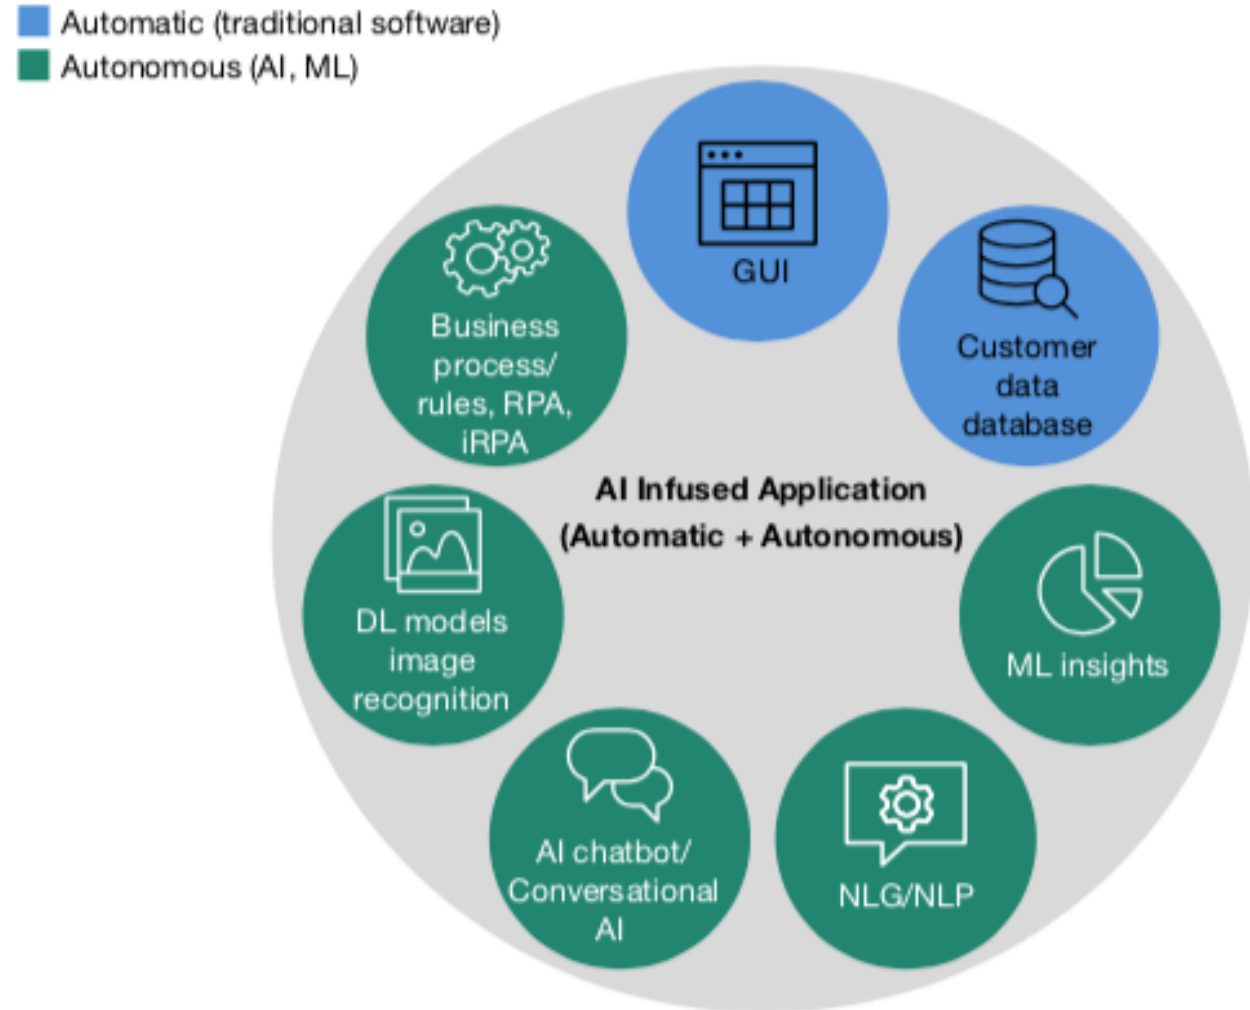 Automatic (traditional software)
Autonomous (AI, ML)
GUI
Customer
data
database
Business
process/
rules, RPA,
iRPA
AI Infused Application
(Automatic + Autonomous)
DL models
image
recognition
ML insights
AI chatbot/
Conversational
AI
NLG/NLP